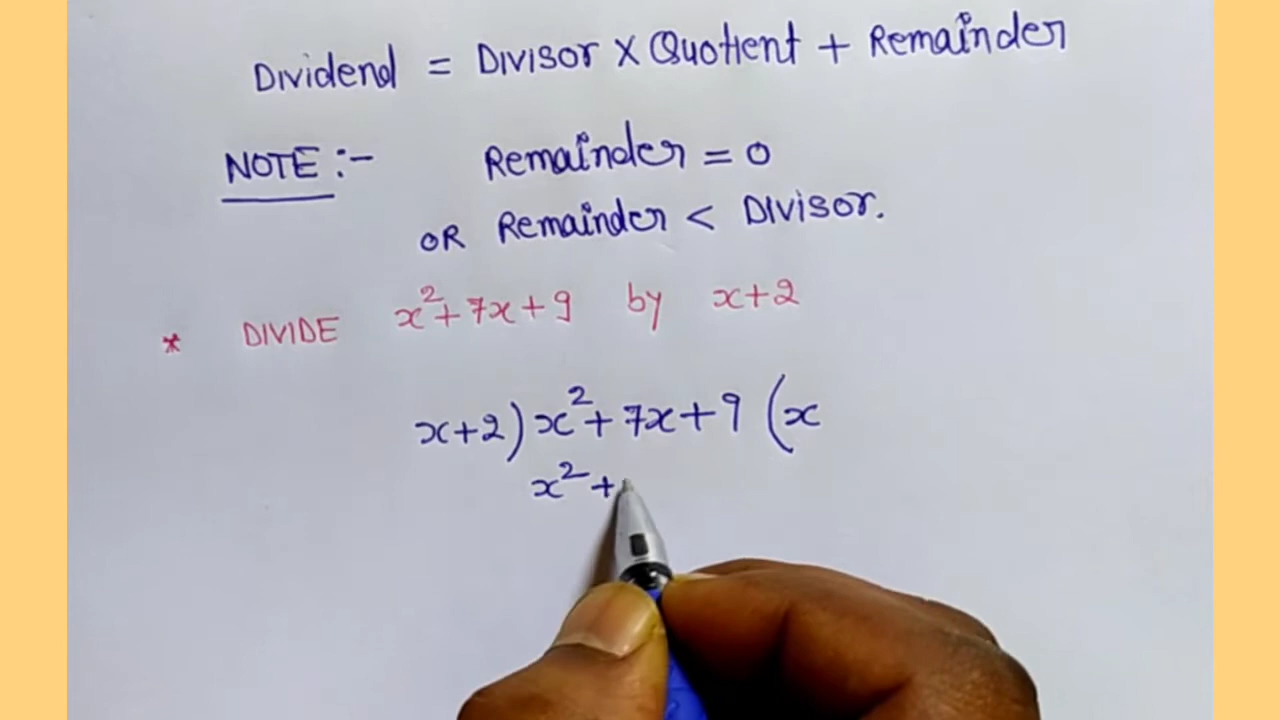 Dividend = Divisor × Quotient + Remainder
NOTE :- Remainder = 0
OR Remainder < Divisor.
* DIVIDE x²+7x+9 by x+2
x+2)x²+7x+9(x
x²+